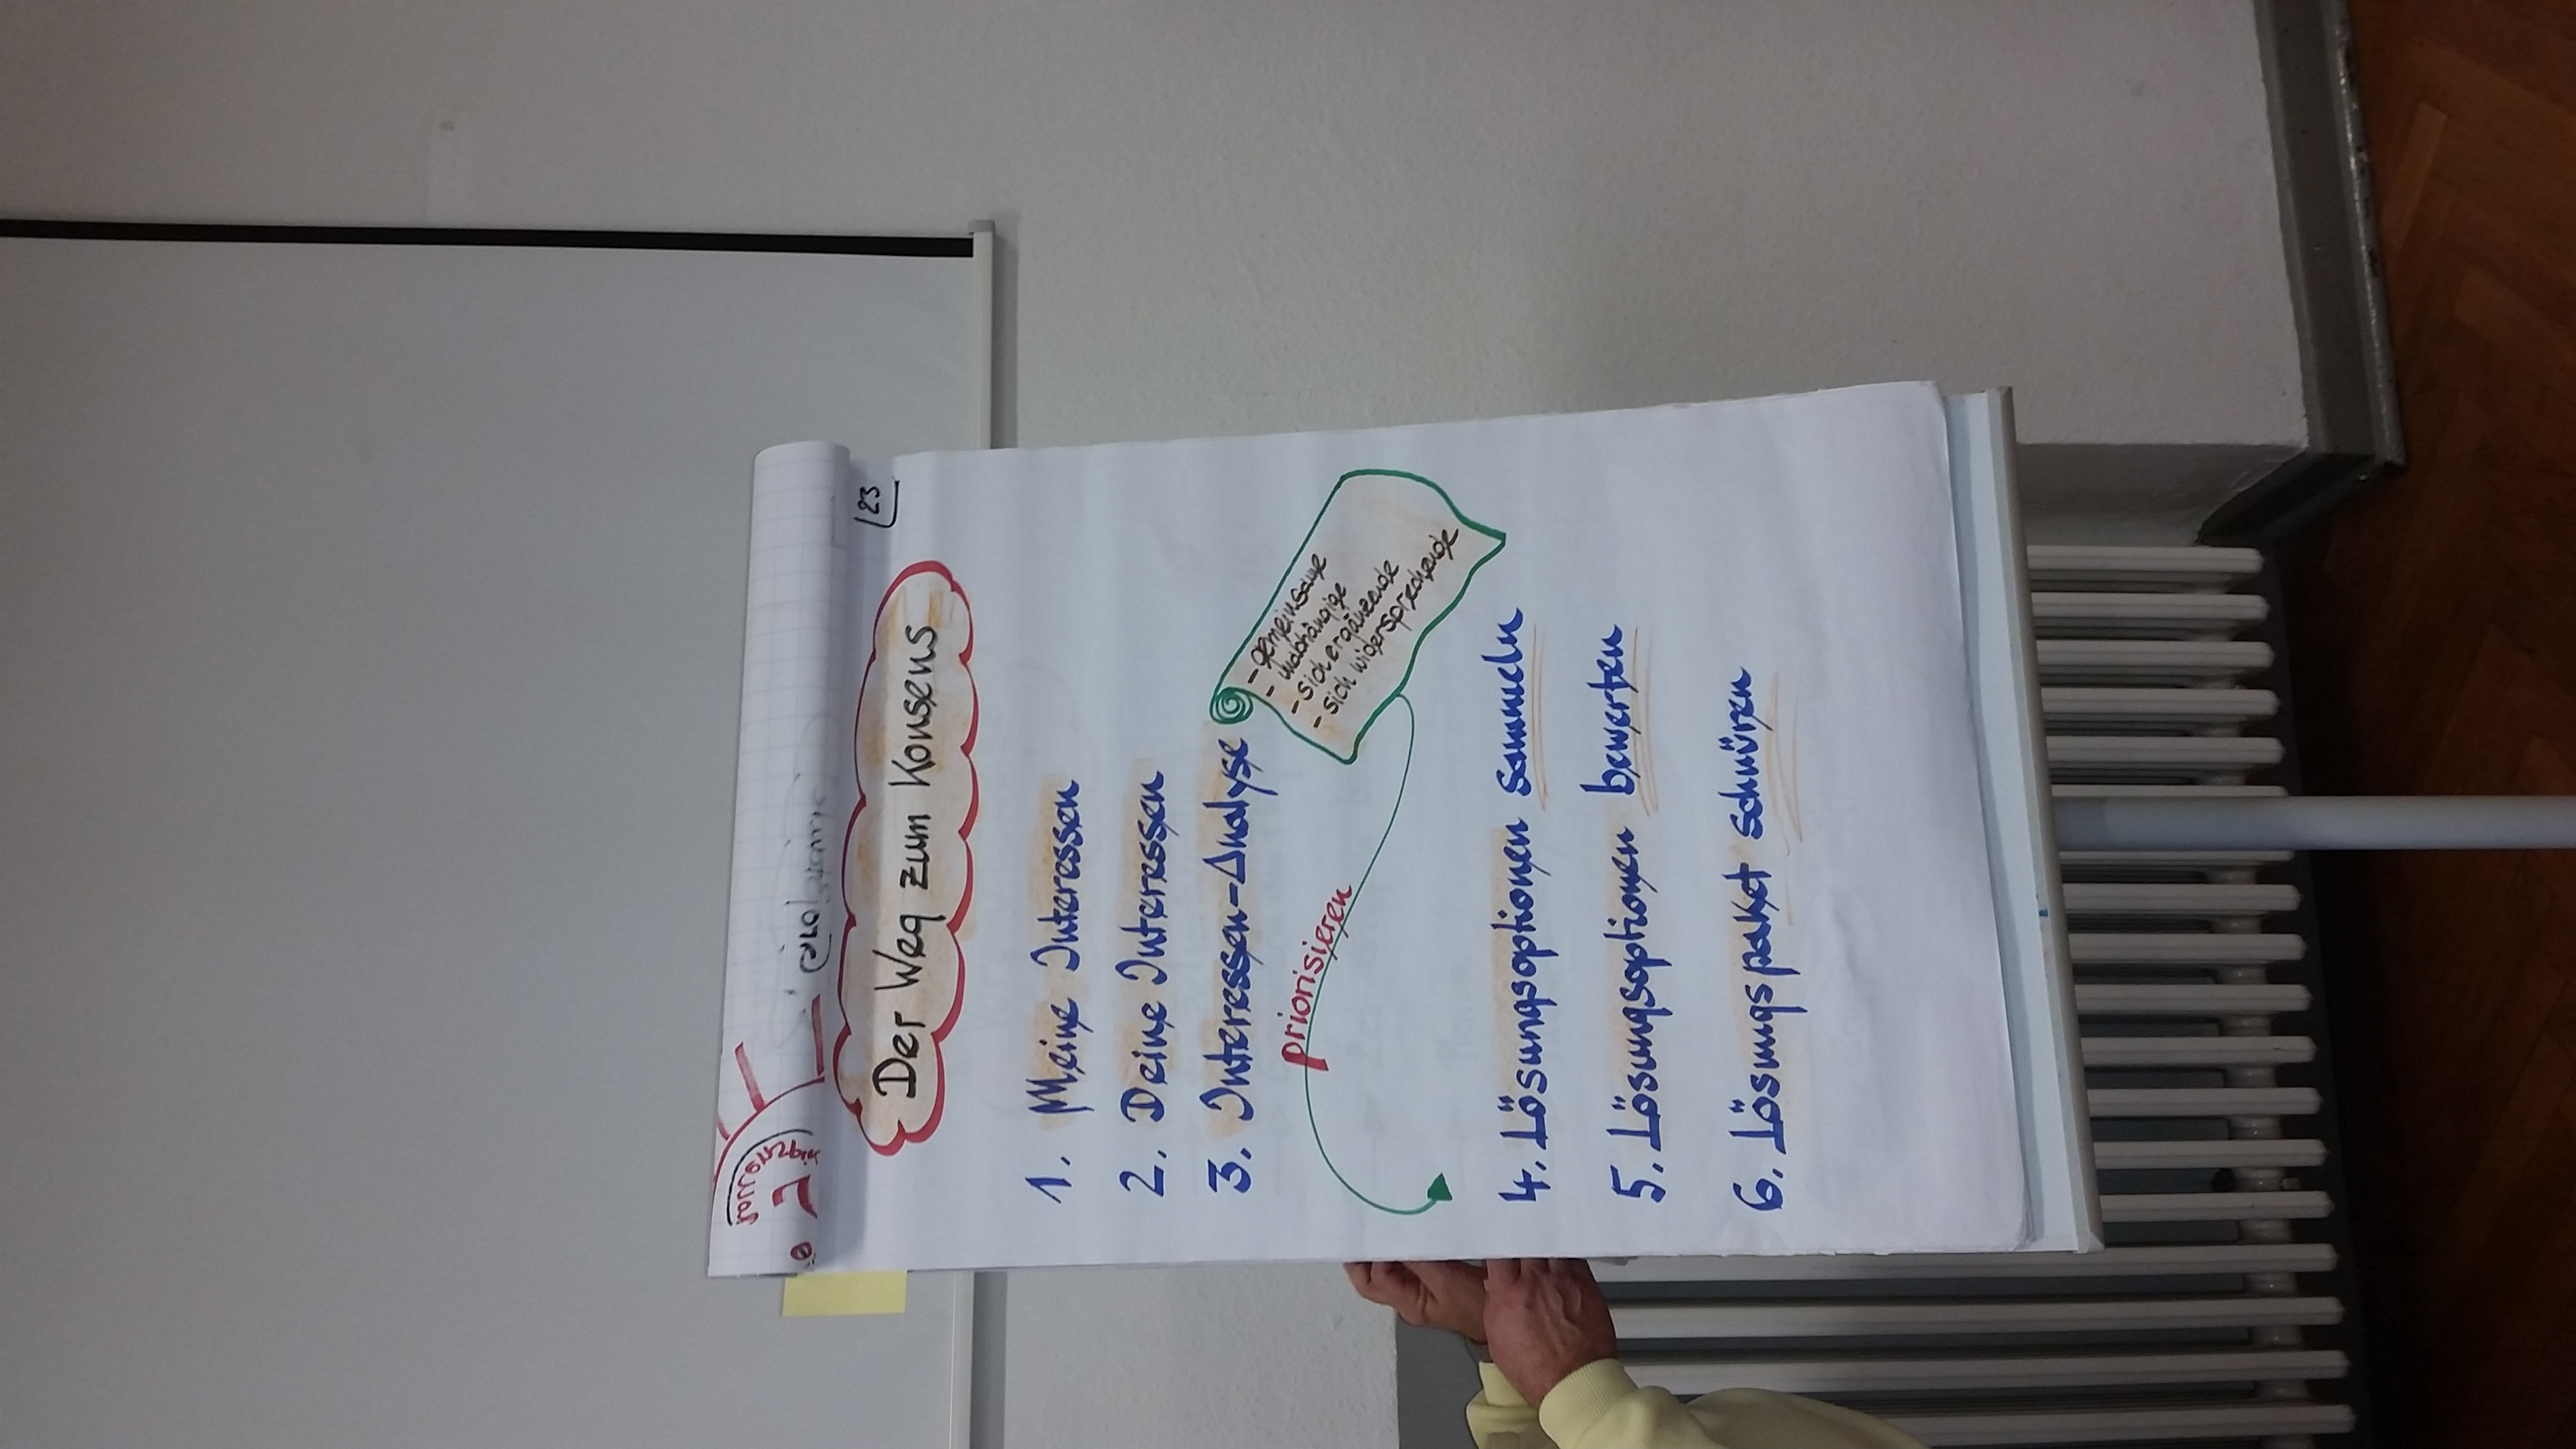 23
Der Weg zum Konsens
1. Meine Interessen
2. Deine Interessen
3. Interessen-Analyse
- gemeinsame
- unabhängige
- sich ergänzende
- sich widersprechende
priorisieren
4. Lösungsoptionen sammeln
5. Lösungsoptionen bewerten
6. Lösungspaket schnüren